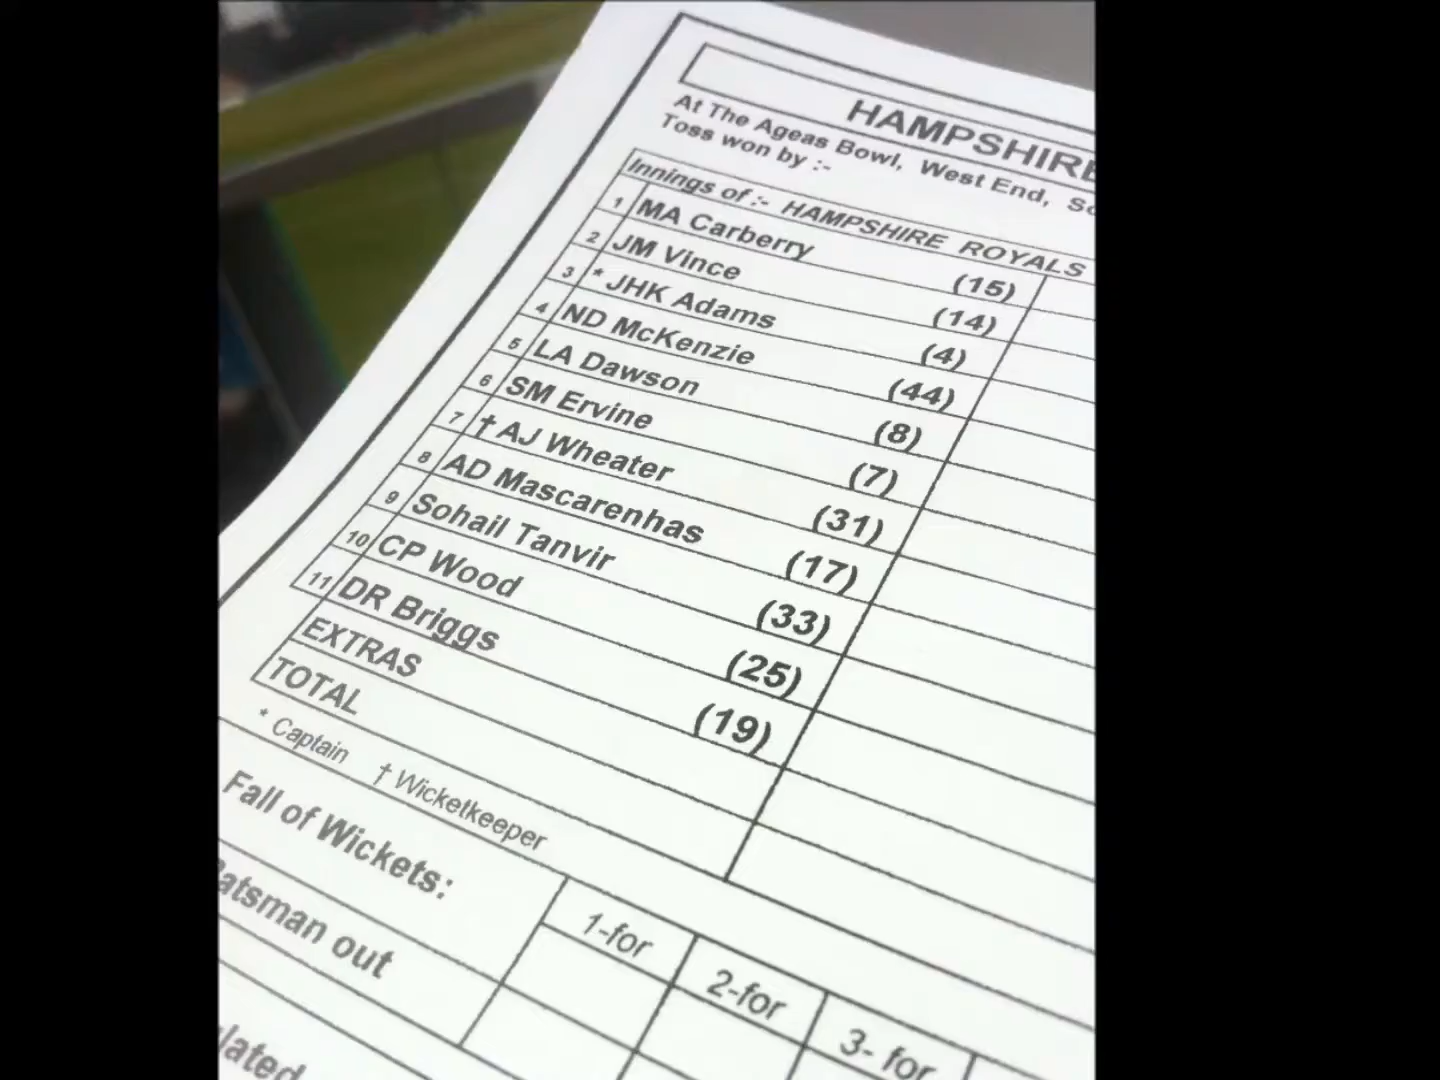 HAMPSHIRE
At The Ageas Bowl, West End, So
Toss won by :-
Innings of :- HAMPSHIRE ROYALS
1 MA Carberry (15)
2 JM Vince (14)
3 * JHK Adams (4)
4 ND McKenzie (44)
5 LA Dawson (8)
6 SM Ervine (7)
7 † AJ Wheater (31)
8 AD Mascarenhas (17)
9 Sohail Tanvir (33)
10 CP Wood (25)
11 DR Briggs (19)
EXTRAS
TOTAL
* Captain † Wicketkeeper
Fall of Wickets:
1-for 2-for 3- for
atsman out
lated